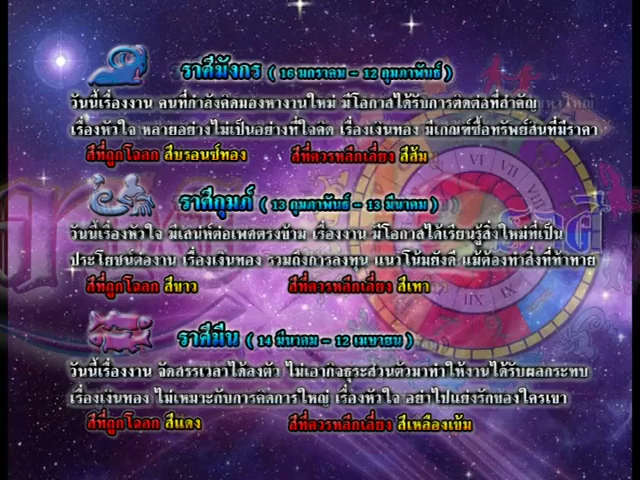 ราศีมังกร ( 16 มกราคม – 12 กุมภาพันธ์ )
วันนี้เรื่องงาน คนที่กำลังคิดมองหางานใหม่ มีโอกาสได้รับการติดต่อที่สำคัญ
เรื่องหัวใจ หลายอย่างไม่เป็นอย่างที่ใจคิด เรื่องเงินทอง มีเกณฑ์ซื้อทรัพย์สินที่มีราคา
สีที่ถูกโฉลก สีบรอนซ์ทอง สีที่ควรหลีกเลี่ยง สีส้ม
ราศีกุมภ์ ( 13 กุมภาพันธ์ – 13 มีนาคม )
วันนี้เรื่องหัวใจ มีเสน่ห์ต่อเพศตรงข้าม เรื่องงาน มีโอกาสได้เรียนรู้สิ่งใหม่ที่เป็น
ประโยชน์ต่องาน เรื่องเงินทอง รวมถึงการลงทุน แนวโน้มยังดี แม้ต้องทำสิ่งที่ท้าทาย
สีที่ถูกโฉลก สีขาว สีที่ควรหลีกเลี่ยง สีเทา
ราศีมีน ( 14 มีนาคม – 12 เมษายน )
วันนี้เรื่องงาน จัดสรรเวลาได้ลงตัว ไม่เอากิจธุระส่วนตัวมาทำให้งานได้รับผลกระทบ
เรื่องเงินทอง ไม่เหมาะกับการคิดการใหญ่ เรื่องหัวใจ อย่าไปแย่งรักของใครเขา
สีที่ถูกโฉลก สีแดง สีที่ควรหลีกเลี่ยง สีเหลืองเข้ม